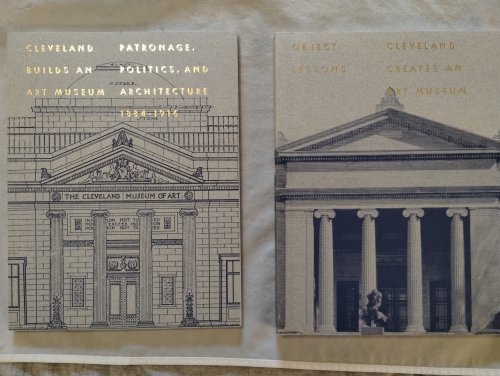 CLEVELAND
BUILDS AN
ART MUSEUM
PATRONAGE,
POLITICS, AND
ARCHITECTURE
1884–1916
COPPER
THE CLEVELAND MUSEUM OF ART
OBJECT
LESSONS
CLEVELAND
CREATES AN
ART MUSEUM